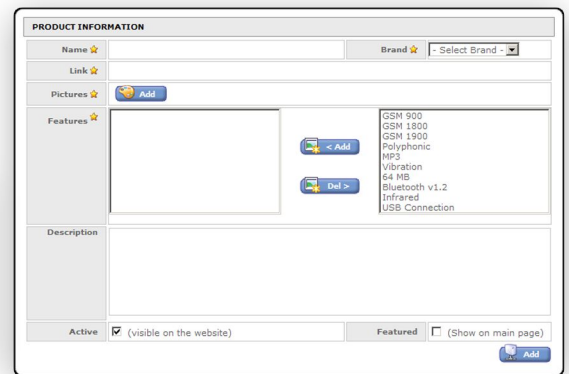 PRODUCT INFORMATION
Name Brand - Select Brand -
Link
Pictures Add
Features
GSM 900
GSM 1800
GSM 1900
Polyphonic
MP3
Vibration
64 MB
Bluetooth v1.2
Infrared
USB Connection
< Add
Del >
Description
Active (visible on the website) Featured (Show on main page)
Add